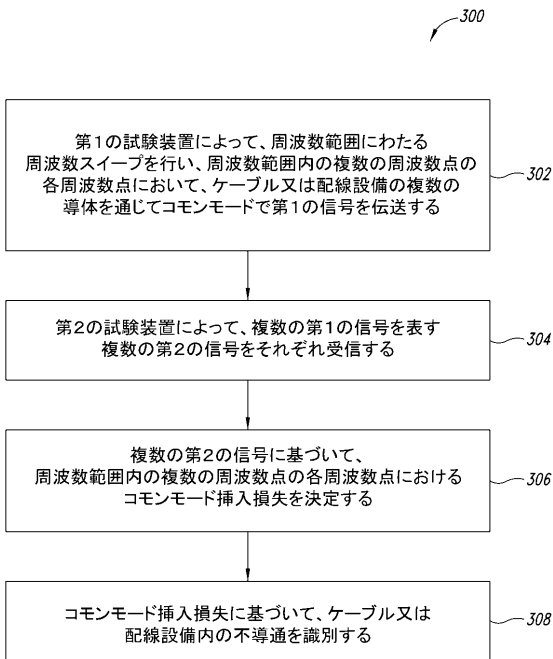 300
第1の試験装置によって、周波数範囲にわたる
周波数スイープを行い、周波数範囲内の複数の周波数点の
各周波数点において、ケーブル又は配線設備の複数の
導体を通じてコモンモードで第1の信号を伝送する
302
第2の試験装置によって、複数の第1の信号を表す
複数の第2の信号をそれぞれ受信する
304
複数の第2の信号に基づいて、
周波数範囲内の複数の周波数点の各周波数点における
コモンモード挿入損失を決定する
306
コモンモード挿入損失に基づいて、ケーブル又は
配線設備内の不導通を識別する
308